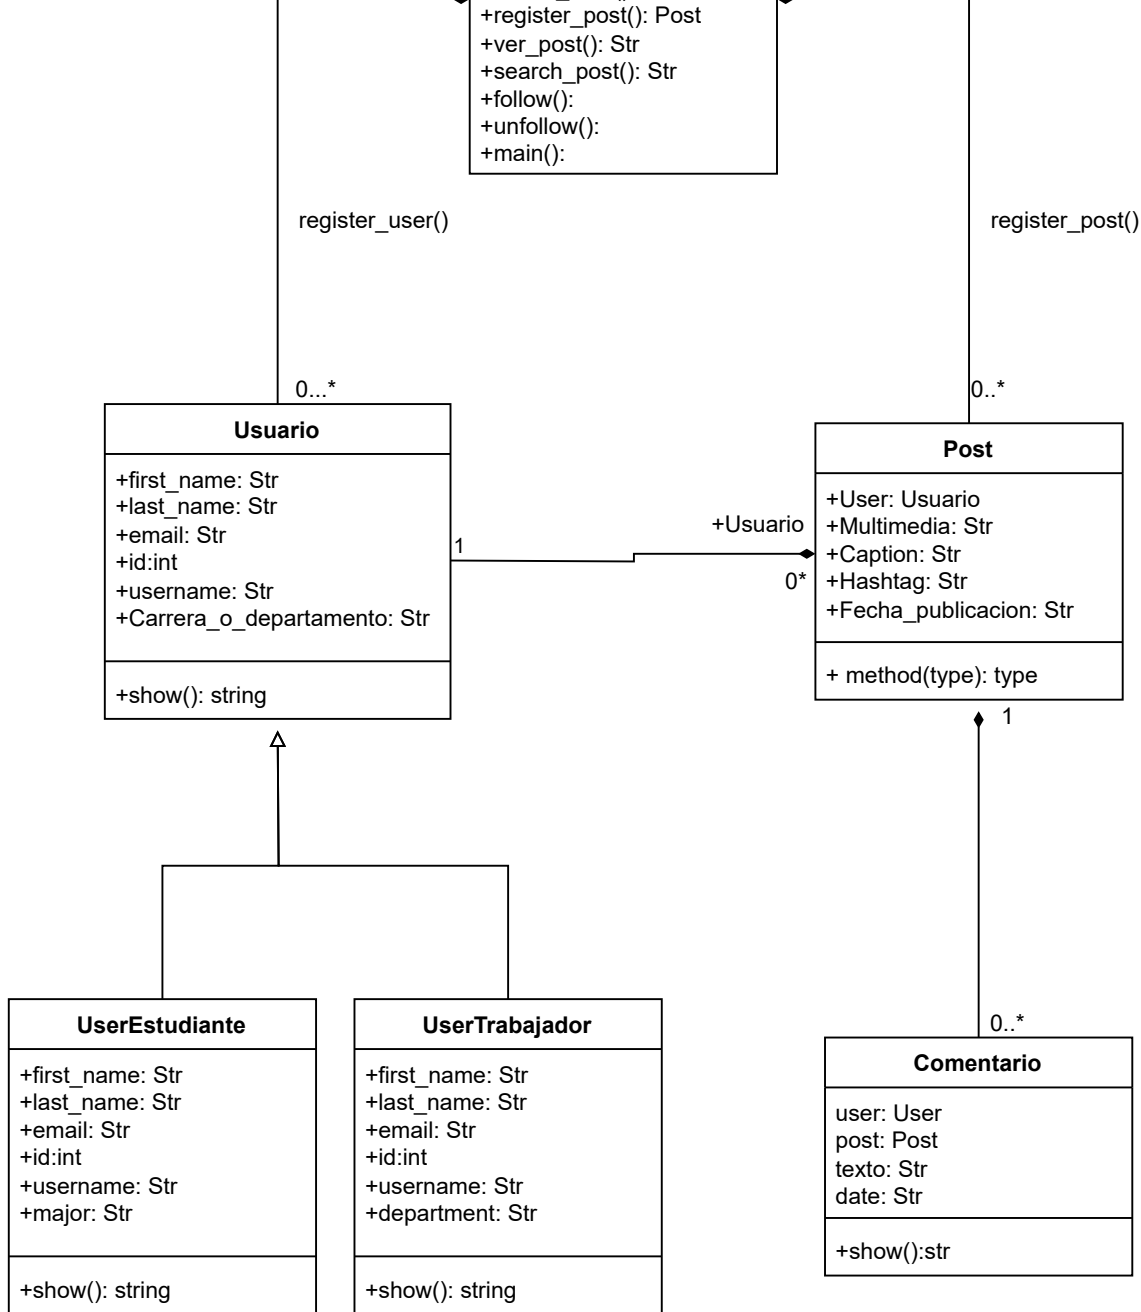 +register_post(): Post
+ver_post(): Str
+search_post(): Str
+follow():
+unfollow():
+main():
register_user()
register_post()
0...*
0..*
Usuario
+first_name: Str
+last_name: Str
+email: Str
+id:int
+username: Str
+Carrera_o_departamento: Str
+show(): string
1
+Usuario
0*
Post
+User: Usuario
+Multimedia: Str
+Caption: Str
+Hashtag: Str
+Fecha_publicacion: Str
+ method(type): type
1
0..*
UserEstudiante
+first_name: Str
+last_name: Str
+email: Str
+id:int
+username: Str
+major: Str
+show(): string
UserTrabajador
+first_name: Str
+last_name: Str
+email: Str
+id:int
+username: Str
+department: Str
+show(): string
Comentario
user: User
post: Post
texto: Str
date: Str
+show():str